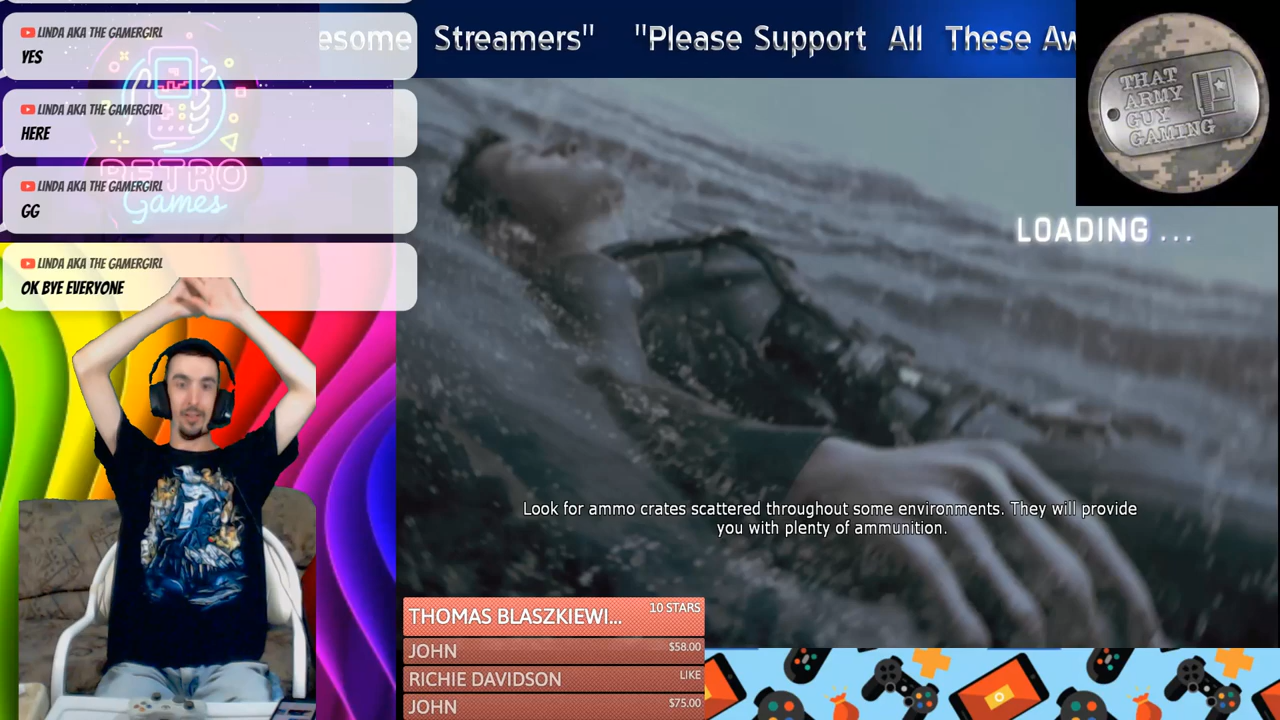 LINDA AKA THE GAMERGIRL
YES
LINDA AKA THE GAMERGIRL
HERE
LINDA AKA THE GAMERGIRL
GG
LINDA AKA THE GAMERGIRL
OK BYE EVERYONE
RETRO
Games
esome Streamers" "Please Support All These Aw
THAT
ARMY
GUY
GAMING
LOADING ...
Look for ammo crates scattered throughout some environments. They will provide
you with plenty of ammunition.
THOMAS BLASZKIEWI... 10 STARS
JOHN $58.00
RICHIE DAVIDSON LIKE
JOHN $75.00